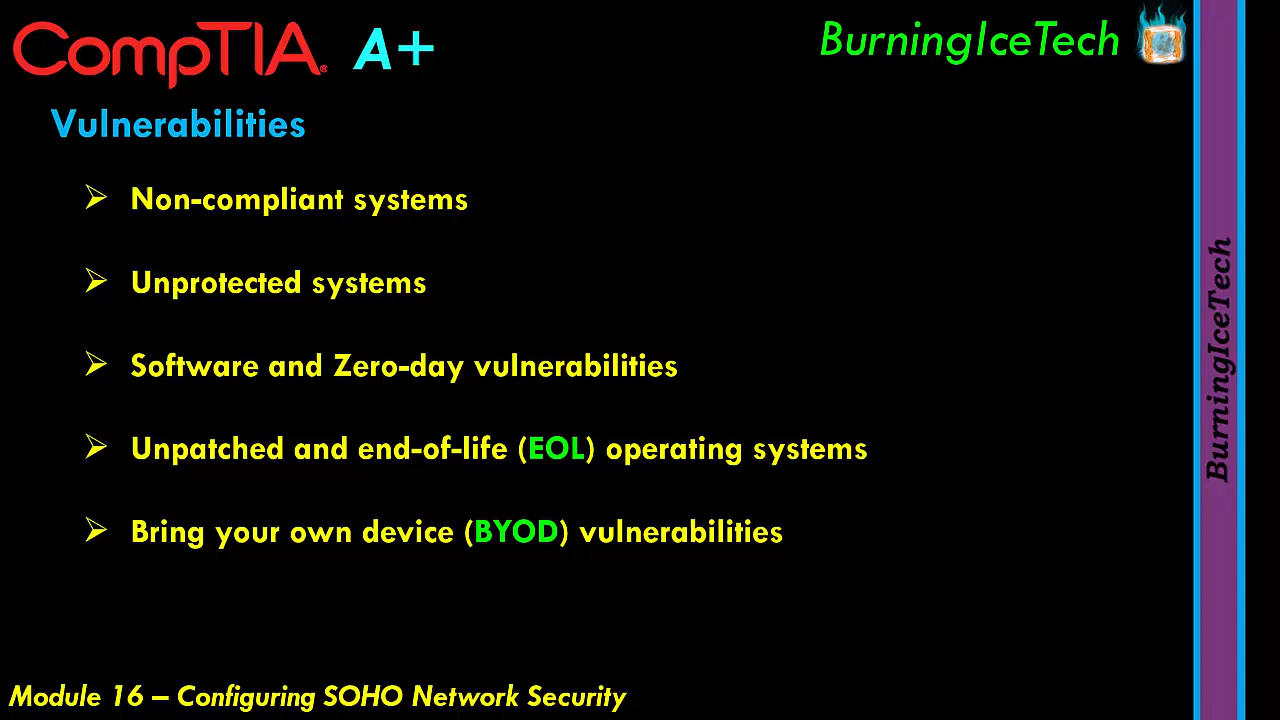 CompTIA® A+
BurningIceTech
Vulnerabilities
➢ Non-compliant systems
➢ Unprotected systems
➢ Software and Zero-day vulnerabilities
➢ Unpatched and end-of-life (EOL) operating systems
➢ Bring your own device (BYOD) vulnerabilities
BurningIceTech
Module 16 – Configuring SOHO Network Security